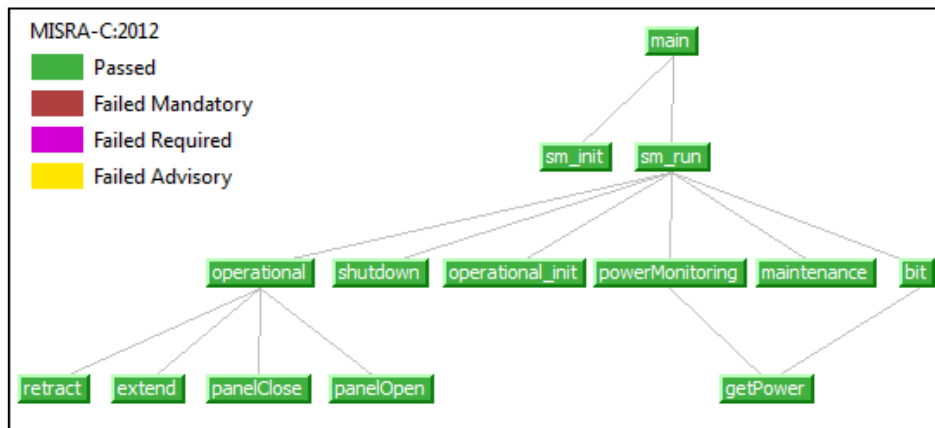 MISRA-C:2012
Passed
Failed Mandatory
Failed Required
Failed Advisory
main
sm_init
sm_run
operational
shutdown
operational_init
powerMonitoring
maintenance
bit
retract
extend
panelClose
panelOpen
getPower